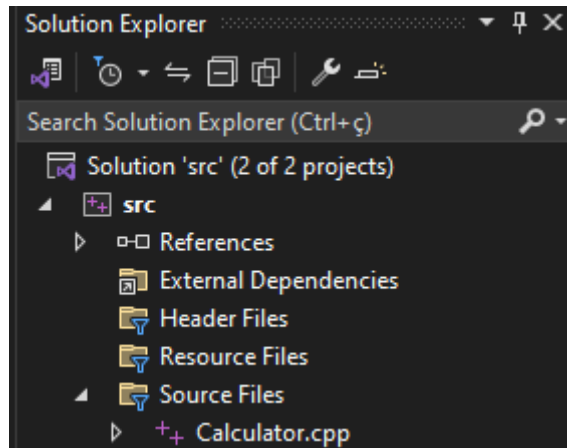 Solution Explorer
Search Solution Explorer (Ctrl+ç)
Solution 'src' (2 of 2 projects)
src
References
External Dependencies
Header Files
Resource Files
Source Files
Calculator.cpp